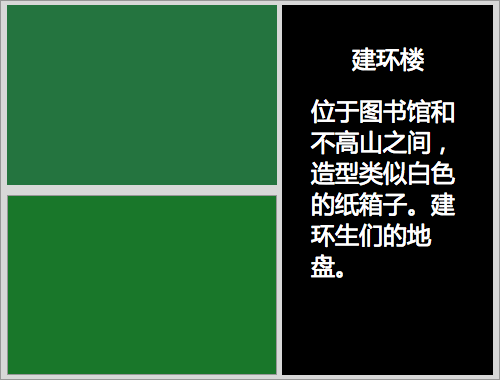 建环楼
位于图书馆和
不高山之间，
造型类似白色
的纸箱子。建
环生们的地
盘。